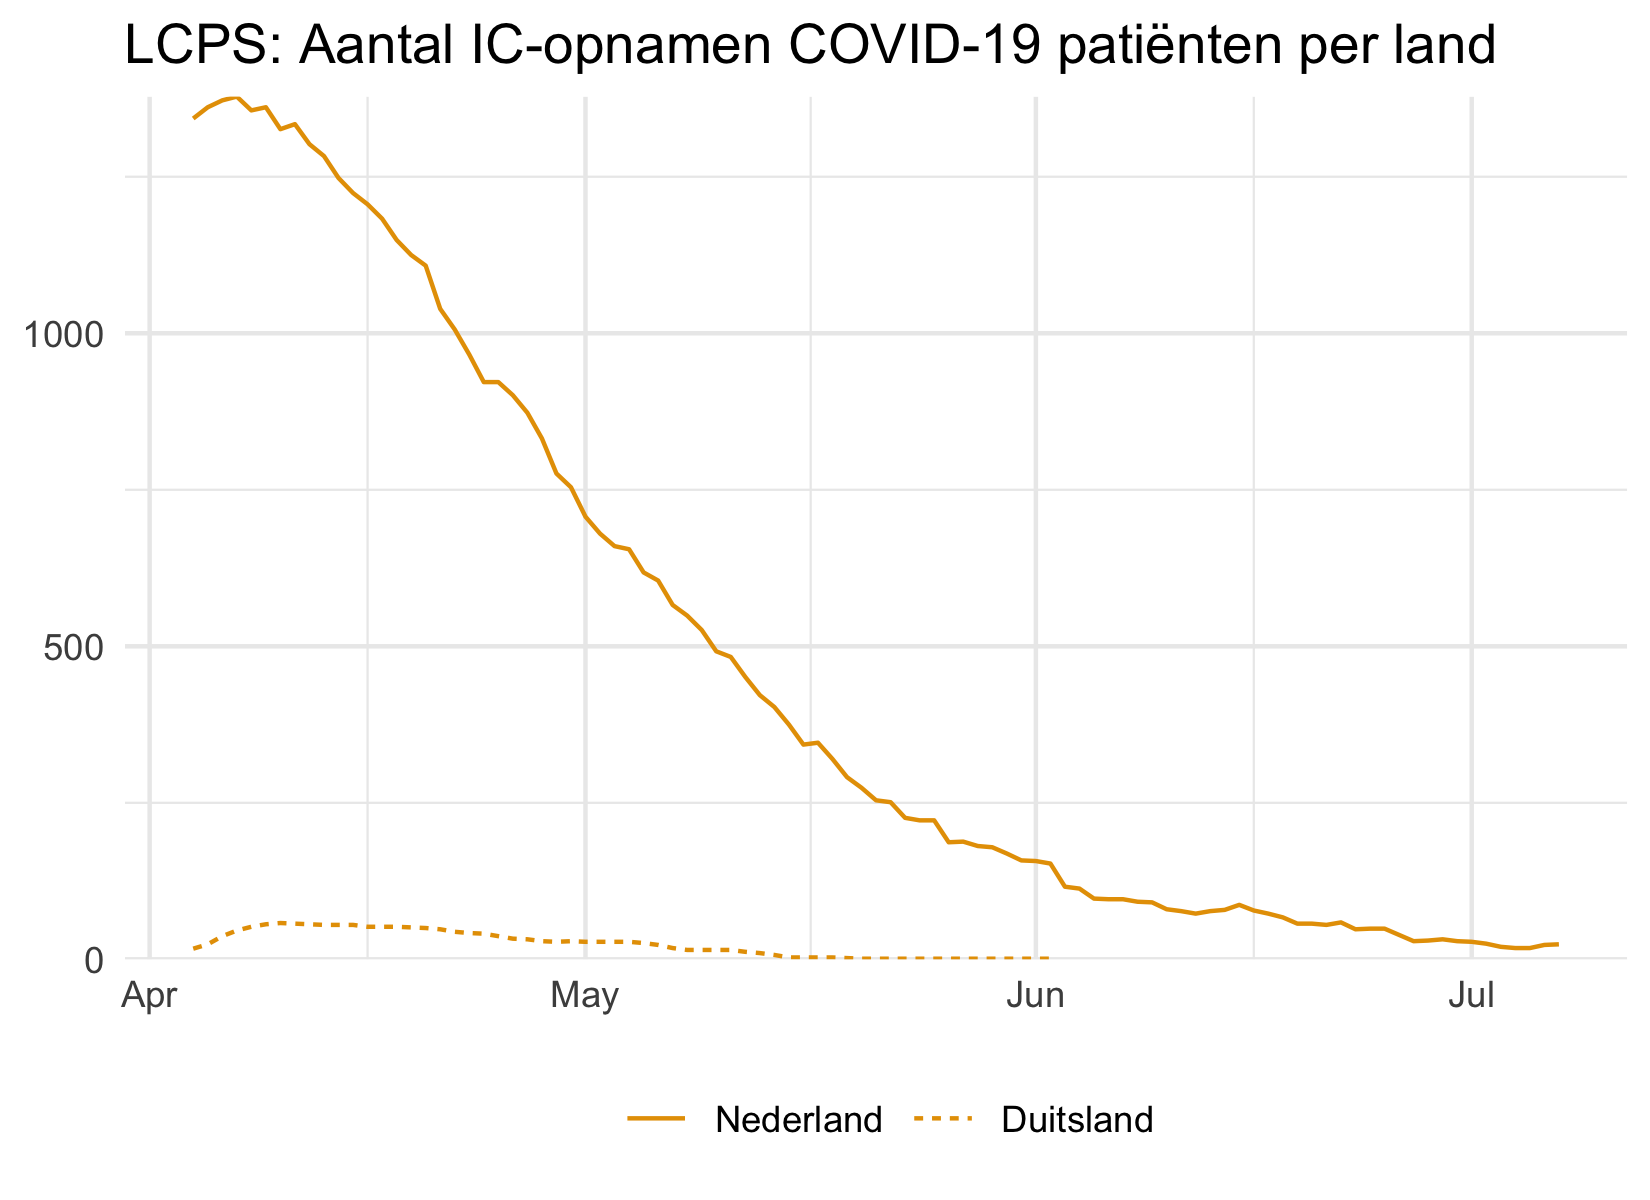 LCPS: Aantal IC-opnamen COVID-19 patiënten per land
1000
500
0
Apr May Jun Jul
Nederland Duitsland